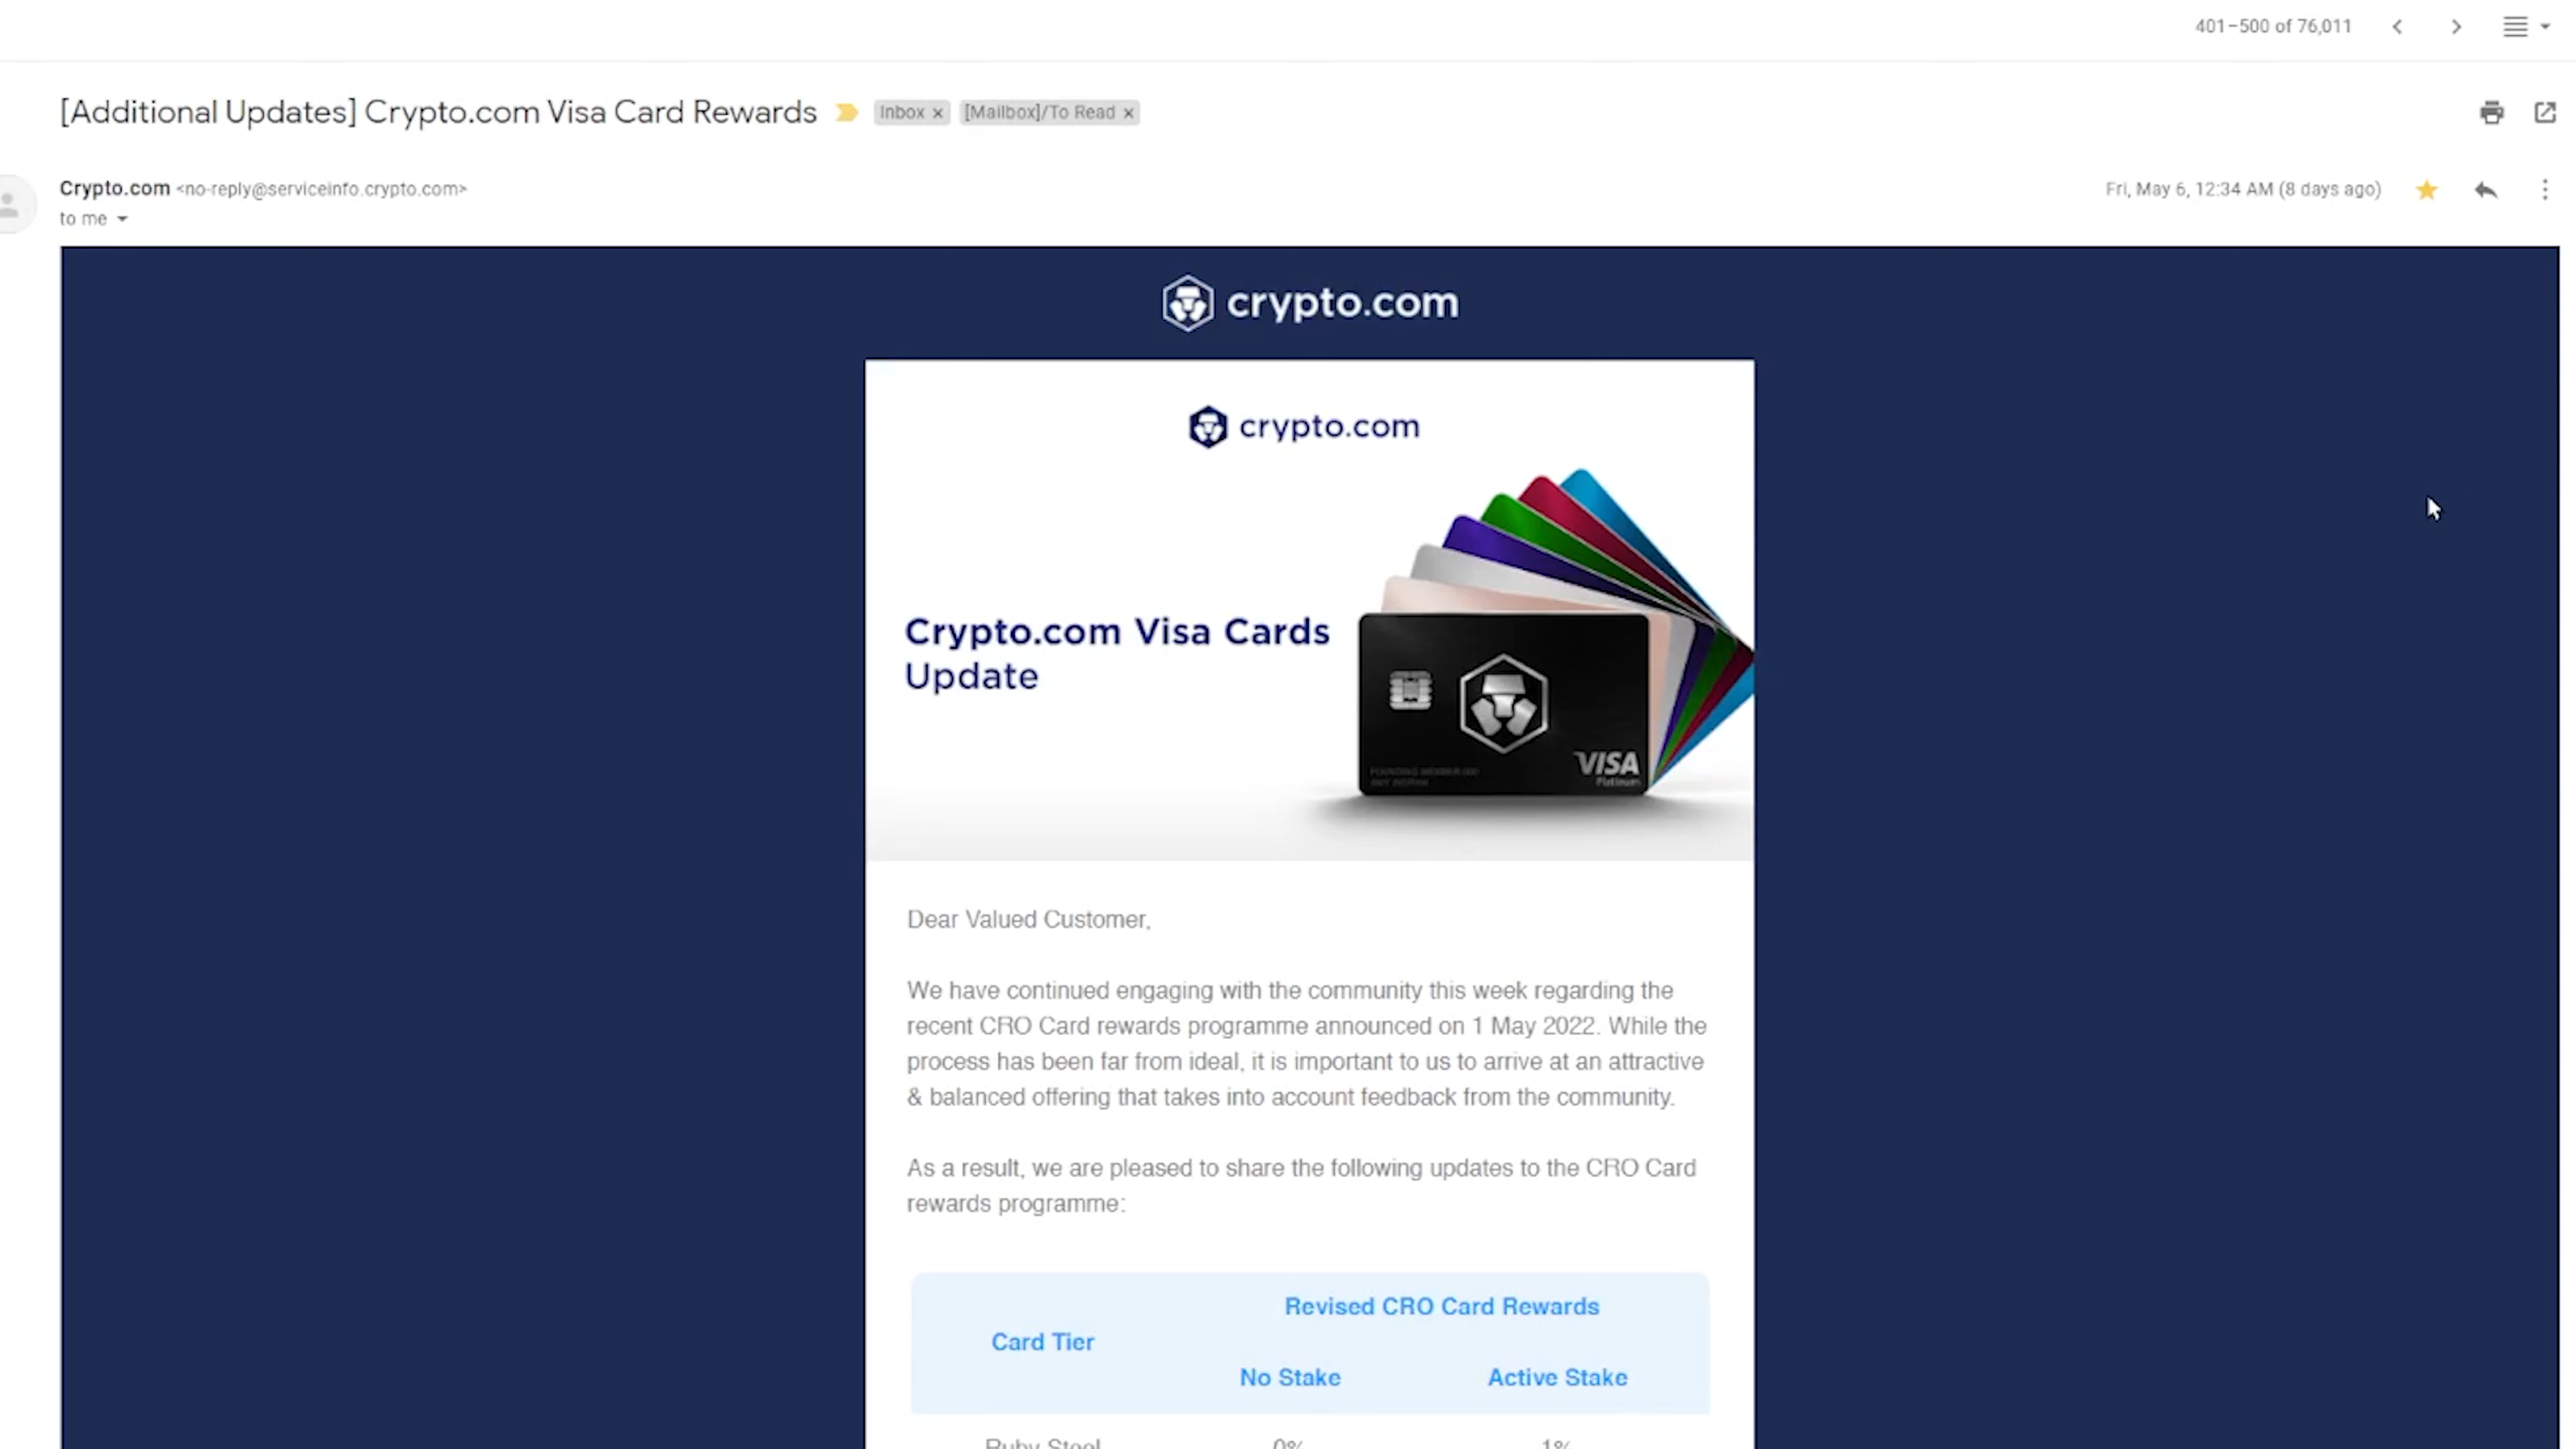 401–500 of 76,011
[Additional Updates] Crypto.com Visa Card Rewards
Inbox ×
[Mailbox]/To Read ×
Crypto.com <no-reply@serviceinfo.crypto.com>
Fri, May 6, 12:34 AM (8 days ago)
to me
crypto.com
crypto.com
Crypto.com Visa Cards
Update
VISA
Platinum
Dear Valued Customer,
We have continued engaging with the community this week regarding the
recent CRO Card rewards programme announced on 1 May 2022. While the
process has been far from ideal, it is important to us to arrive at an attractive
& balanced offering that takes into account feedback from the community.
As a result, we are pleased to share the following updates to the CRO Card
rewards programme:
Revised CRO Card Rewards
Card Tier
No Stake
Active Stake
Ruby Steel 0% 1%